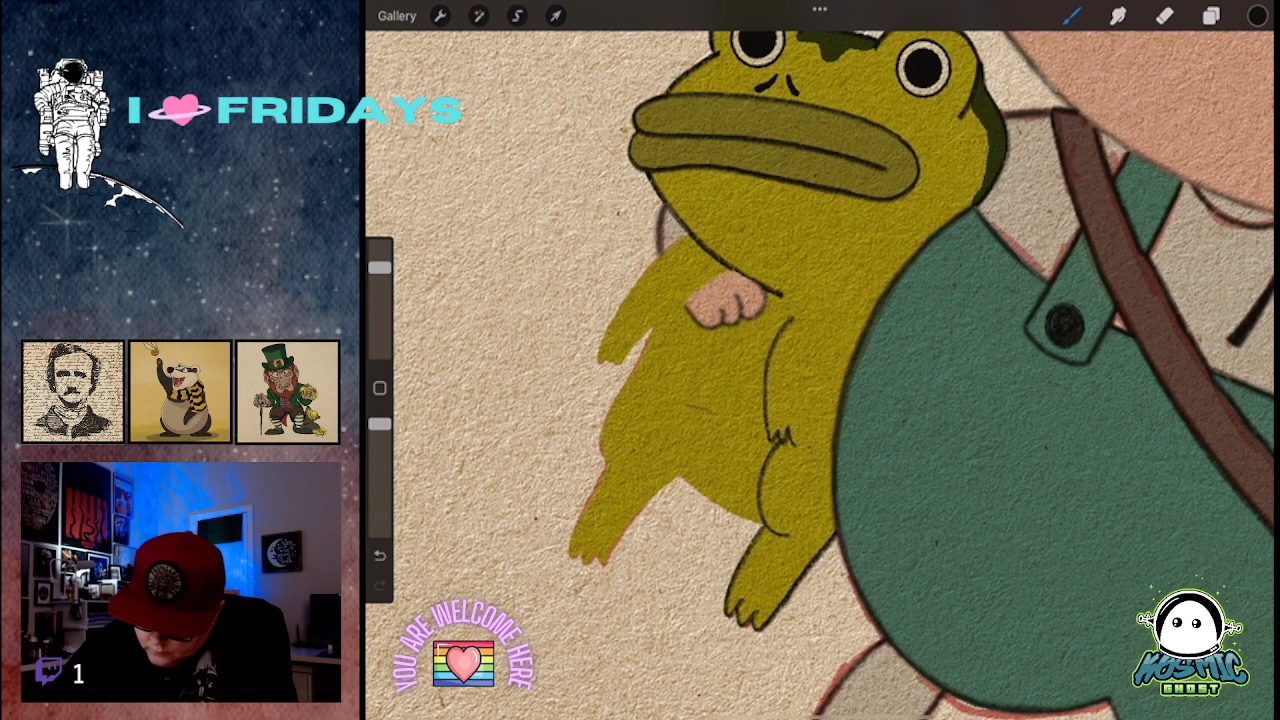 Gallery
I FRIDAYS
1
YOU ARE WELCOME HERE
KOSMIC
GHOST